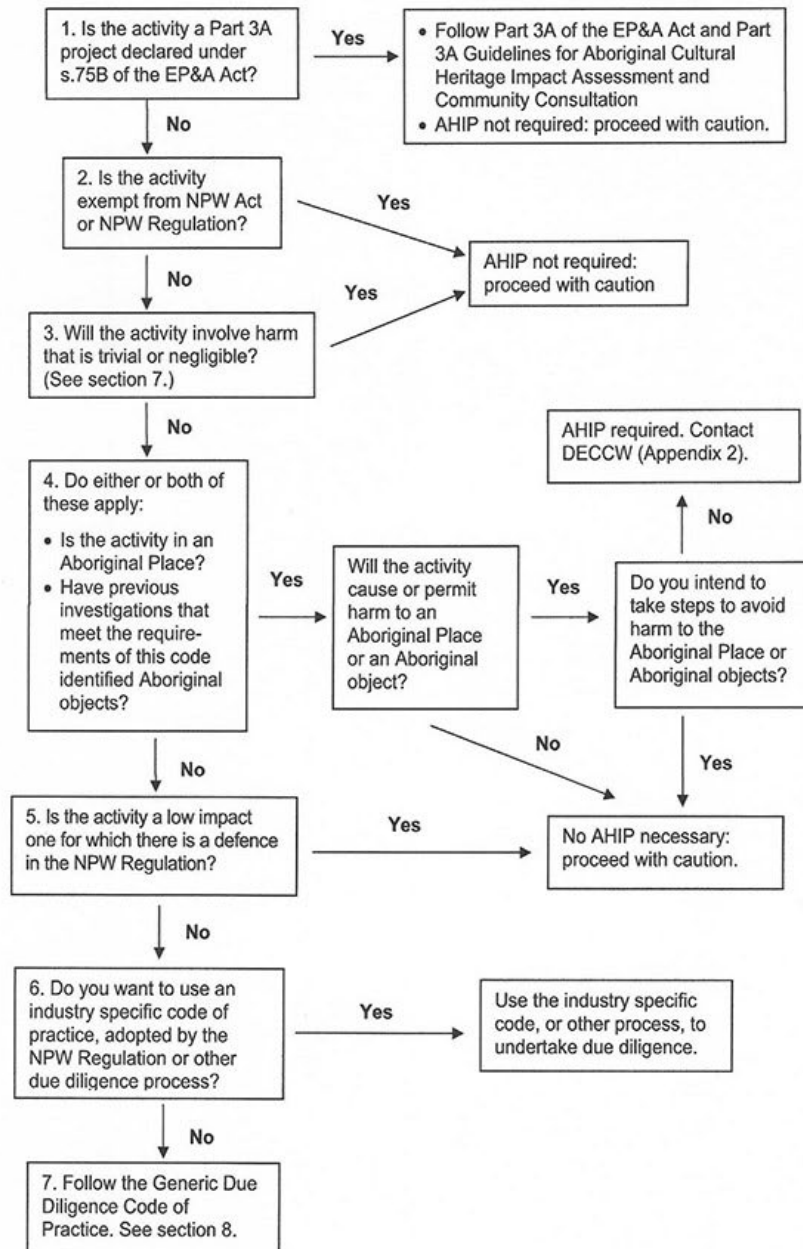 1. Is the activity a Part 3A
project declared under
s.75B of the EP&A Act?
Yes
• Follow Part 3A of the EP&A Act and Part
3A Guidelines for Aboriginal Cultural
Heritage Impact Assessment and
Community Consultation
• AHIP not required: proceed with caution.
No
2. Is the activity
exempt from NPW Act
or NPW Regulation?
Yes
AHIP not required:
proceed with caution
No
Yes
3. Will the activity involve harm
that is trivial or negligible?
(See section 7.)
No
AHIP required. Contact
DECCW (Appendix 2).
No
4. Do either or both of
these apply:
• Is the activity in an
Aboriginal Place?
• Have previous
investigations that
meet the require-
ments of this code
identified Aboriginal
objects?
Yes
Will the activity
cause or permit
harm to an
Aboriginal Place
or an Aboriginal
object?
Yes
Do you intend to
take steps to avoid
harm to the
Aboriginal Place or
Aboriginal objects?
No
No
Yes
5. Is the activity a low impact
one for which there is a defence
in the NPW Regulation?
Yes
No AHIP necessary:
proceed with caution.
No
6. Do you want to use an
industry specific code of
practice, adopted by the
NPW Regulation or other
due diligence process?
Yes
Use the industry specific
code, or other process, to
undertake due diligence.
No
7. Follow the Generic Due
Diligence Code of
Practice. See section 8.